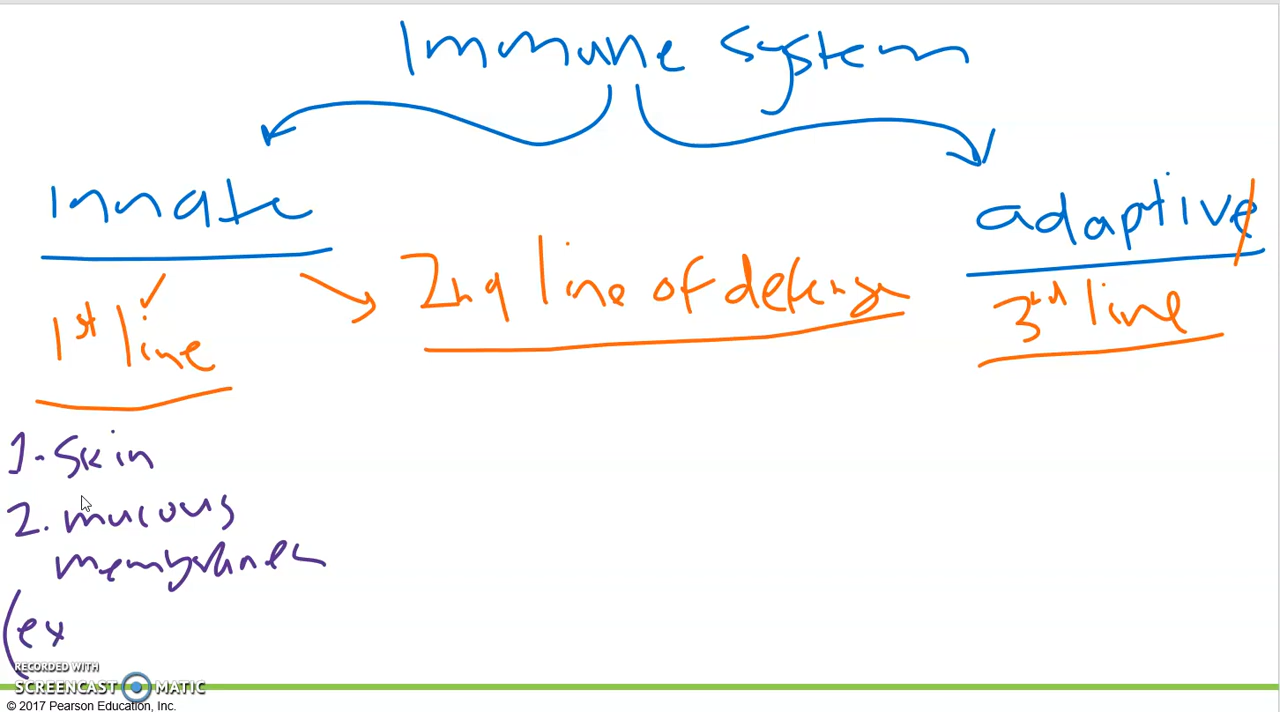 Immune system
innate
adaptive
2nd line of defense
3rd line
1st line
1. Skin
2. mucous
membranes
(ex
RECORDED WITH
SCREENCAST MATIC
© 2017 Pearson Education, Inc.